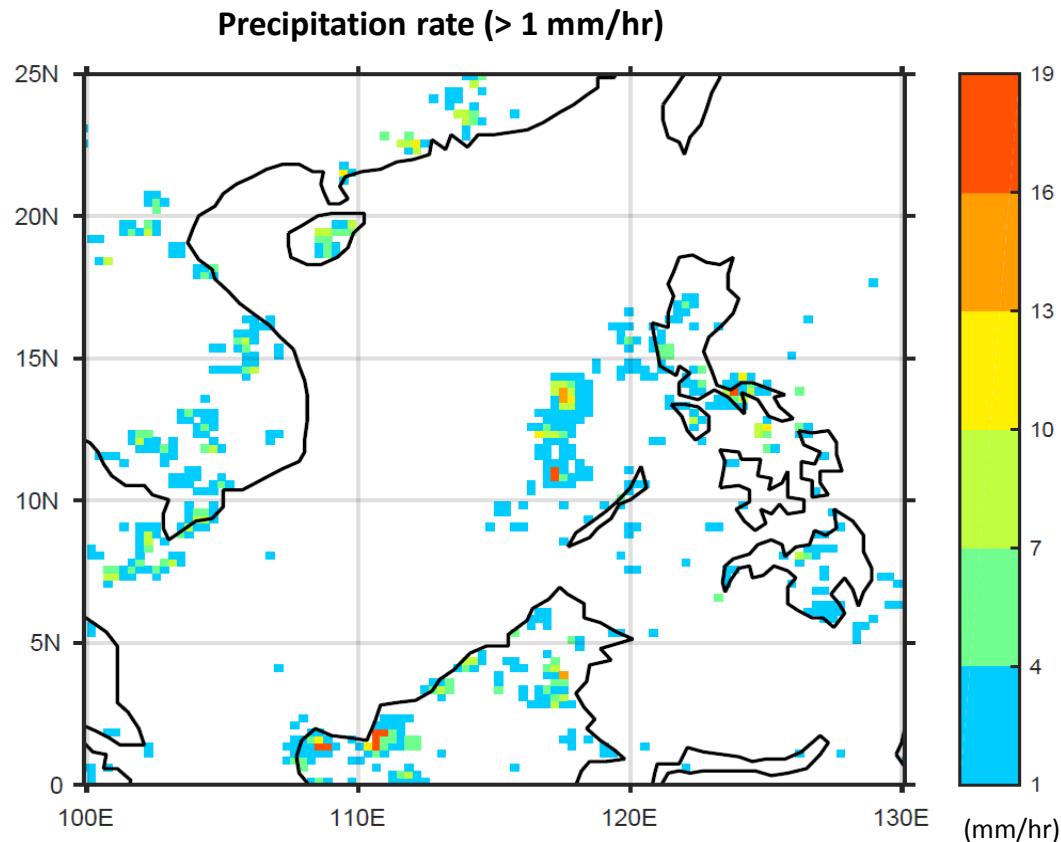 Precipitation rate (> 1 mm/hr)
25N
20N
15N
10N
5N
0
100E
110E
120E
130E
19
16
13
10
7
4
1
(mm/hr)